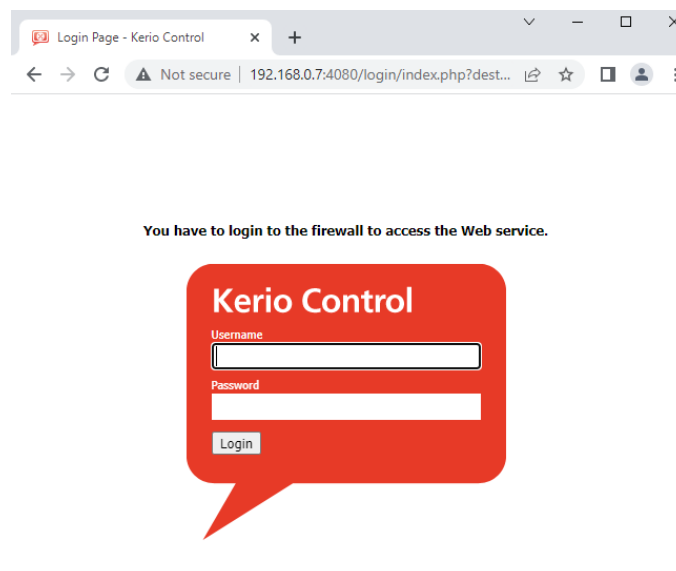 Login Page - Kerio Control
Not secure | 192.168.0.7:4080/login/index.php?dest...
You have to login to the firewall to access the Web service.
Kerio Control
Username
Password
Login